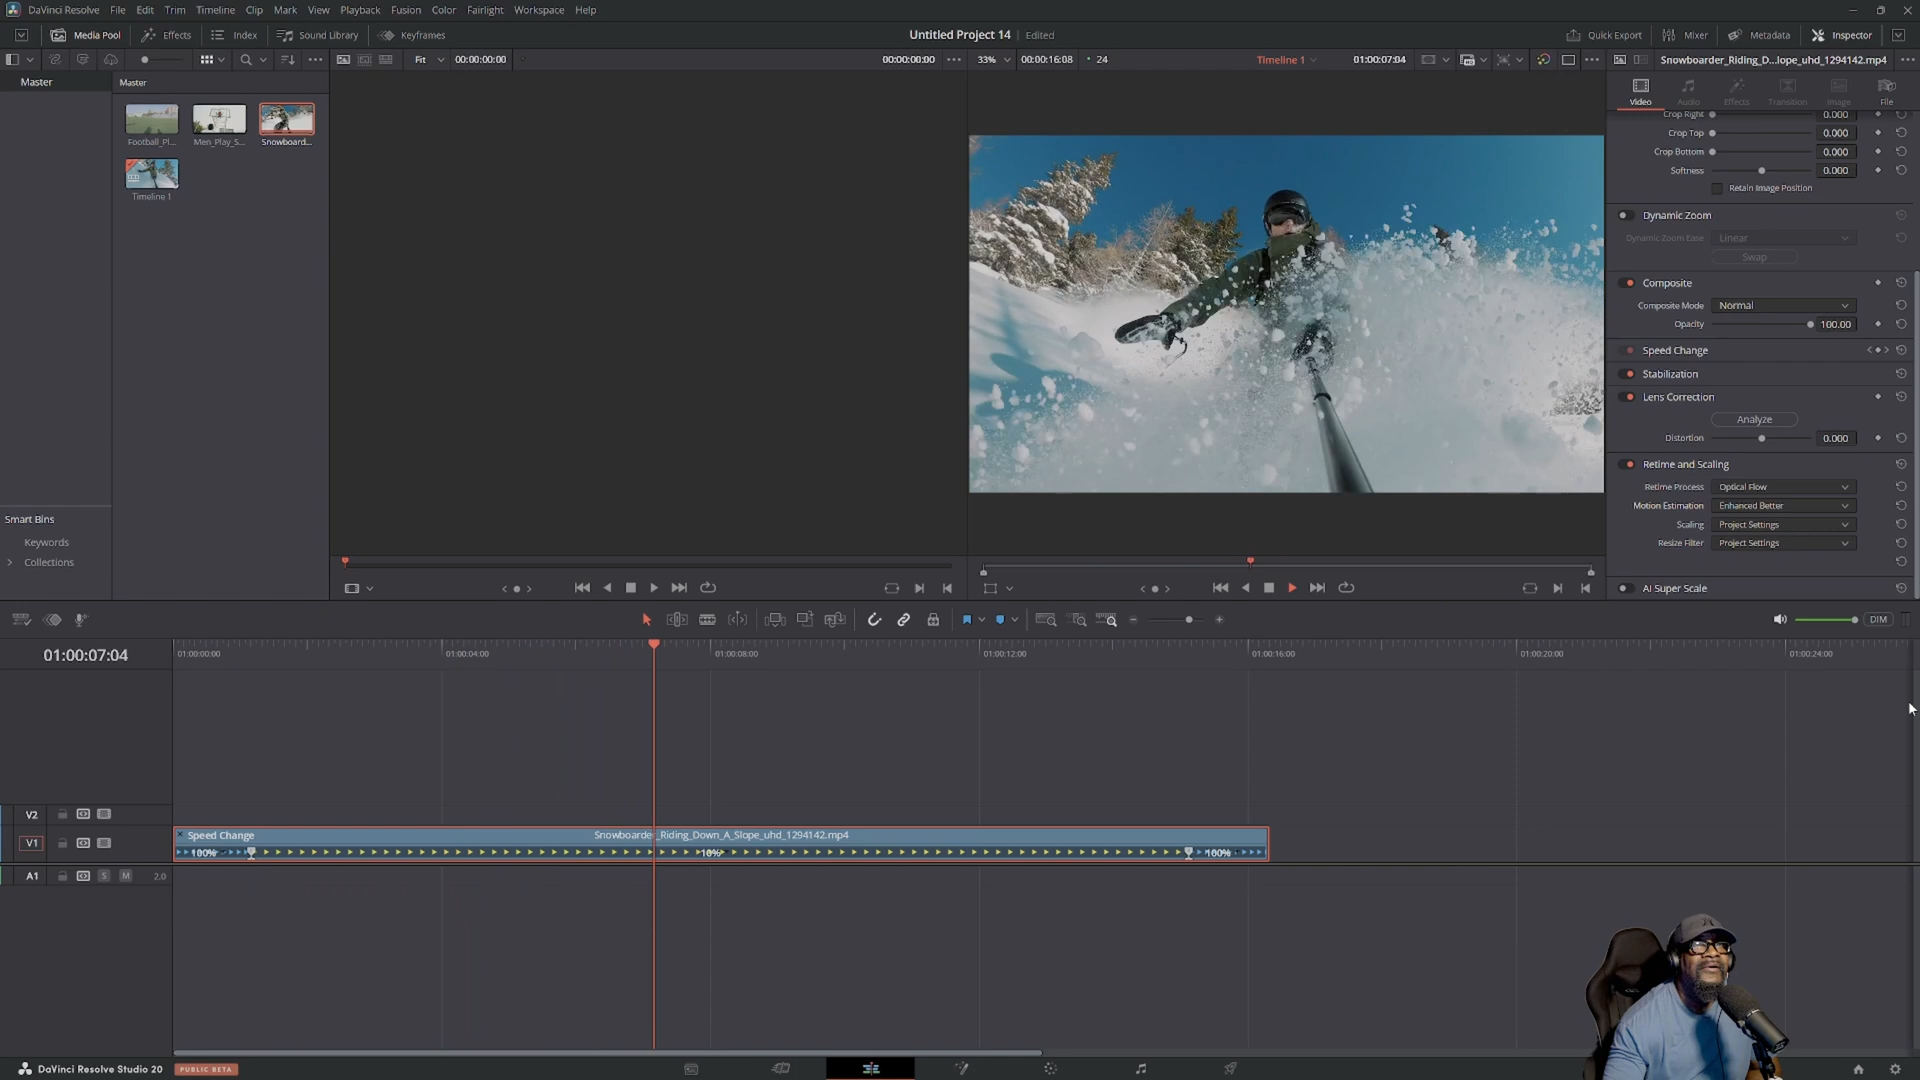 DaVinci Resolve File Edit Trim Timeline Clip Mark View Playback Fusion Color Fairlight Workspace Help
Media Pool Effects Index Sound Library Keyframes Untitled Project 14 Edited Quick Export Mixer Metadata Inspector
Fit 00:00:00:00 00:00:00:00 33% 00:00:16:08 24 Timeline 1 01:00:07:04 Snowboarder_Riding_D...lope_uhd_1294142.mp4
Master
Master
Football_Pl...
Men_Play_S...
Snowboard...
Timeline 1
Smart Bins
Keywords
Collections
Video Audio Effects Transition Image File
Crop Right 0.000
Crop Top 0.000
Crop Bottom 0.000
Softness 0.000
Retain Image Position
Dynamic Zoom
Dynamic Zoom Ease Linear
Swap
Composite
Composite Mode Normal
Opacity 100.00
Speed Change
Stabilization
Lens Correction
Analyze
Distortion 0.000
Retime and Scaling
Retime Process Optical Flow
Motion Estimation Enhanced Better
Scaling Project Settings
Resize Filter Project Settings
AI Super Scale
DIM
01:00:07:04
01:00:00:00 01:00:04:00 01:00:08:00 01:00:12:00 01:00:16:00 01:00:20:00 01:00:24:00
V2
V1
Speed Change Snowboarder_Riding_Down_A_Slope_uhd_1294142.mp4
100% 10% 100%
A1 S M 2.0
DaVinci Resolve Studio 20 PUBLIC BETA